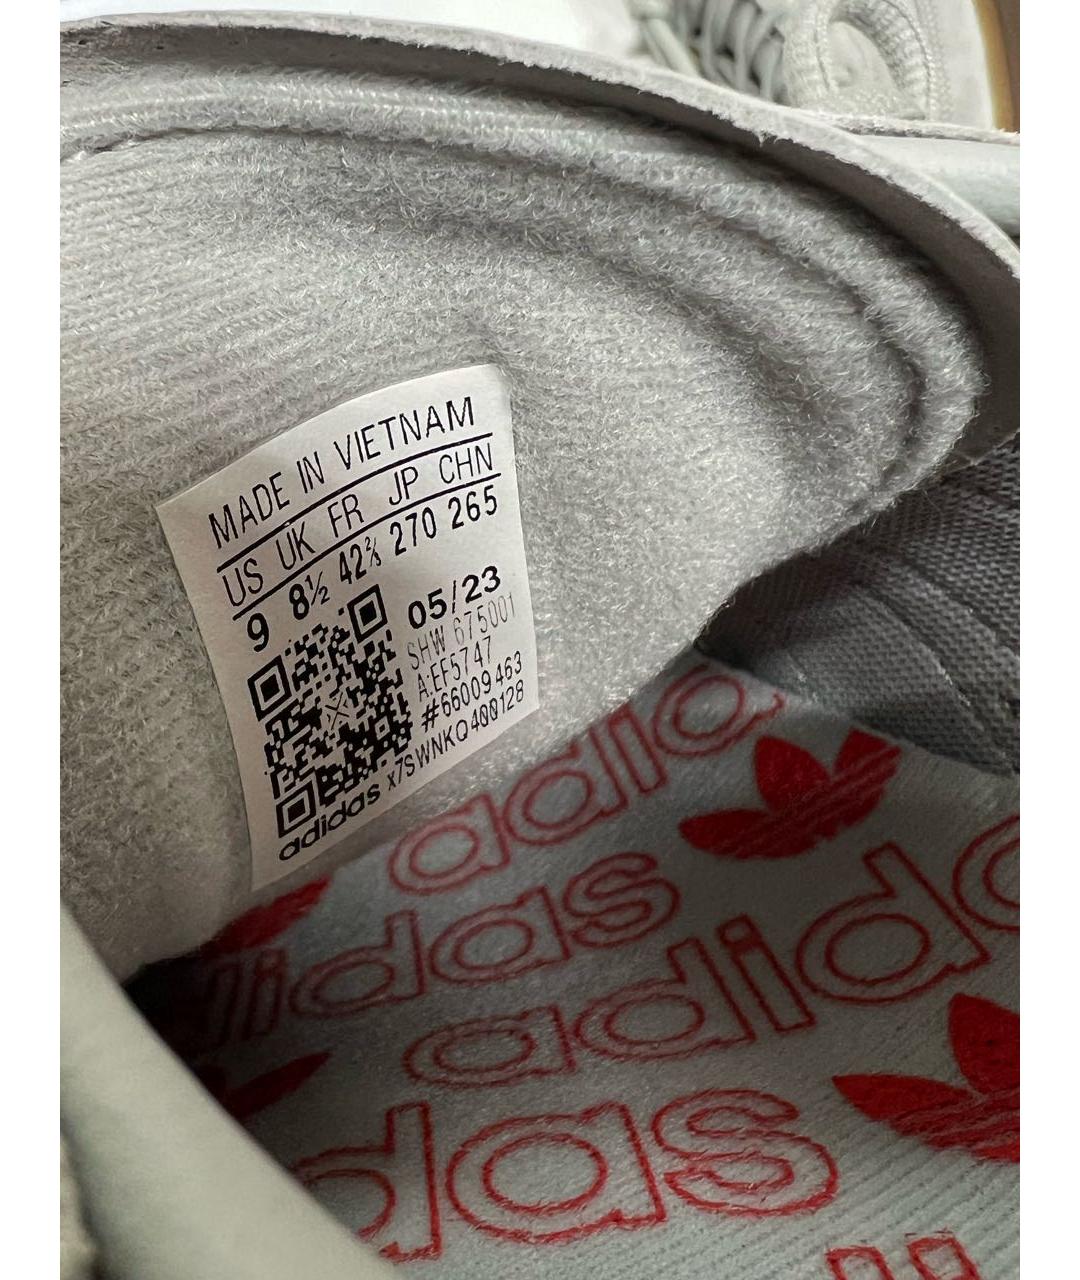 MADE IN VIETNAM
US UK FR JP CHN
9 8½ 42⅔ 270 265
05/23
SHW 675001
A:EF5747
#66009463
x7SWNKQ400128
adidas
adidas
adidas
adidas
das